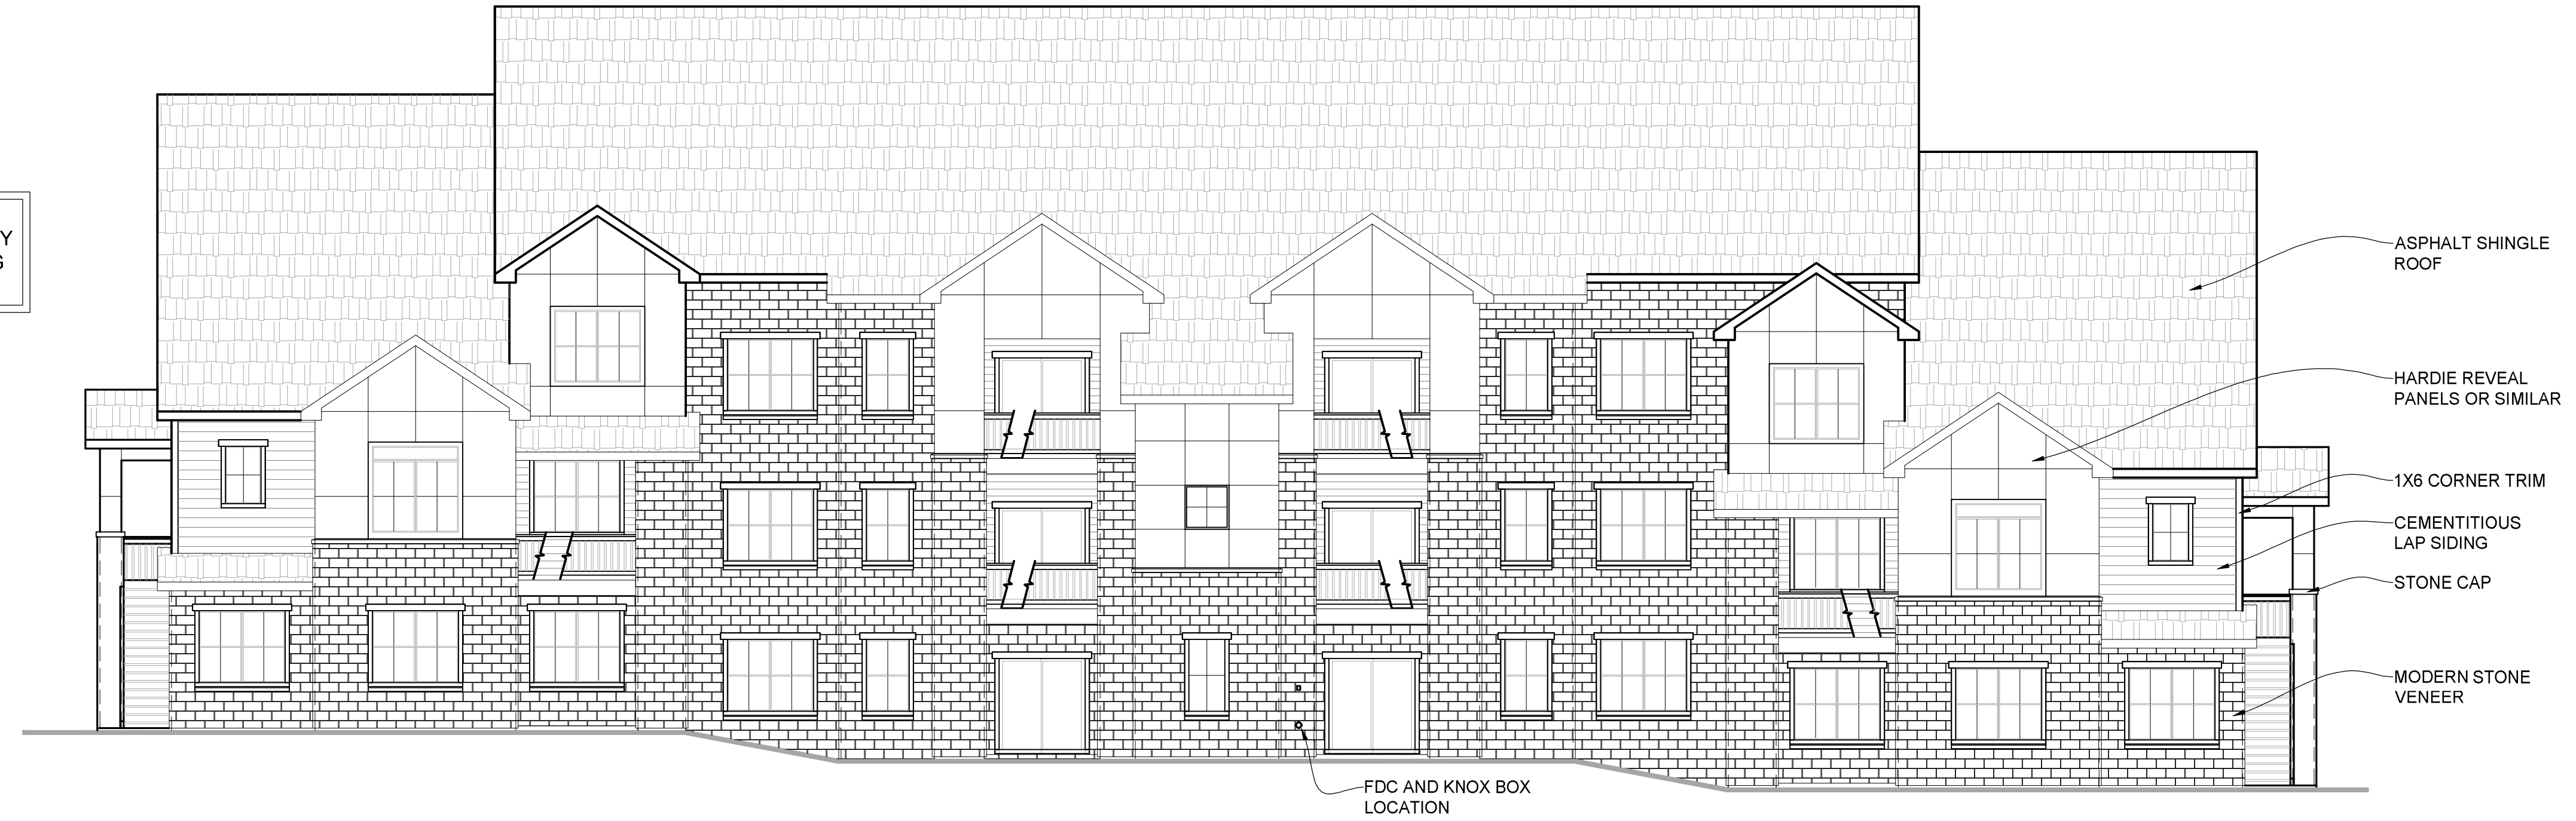 ASPHALT SHINGLE
ROOF
HARDIE REVEAL
PANELS OR SIMILAR
1X6 CORNER TRIM
CEMENTITIOUS
LAP SIDING
STONE CAP
MODERN STONE
VENEER
FDC AND KNOX BOX
LOCATION